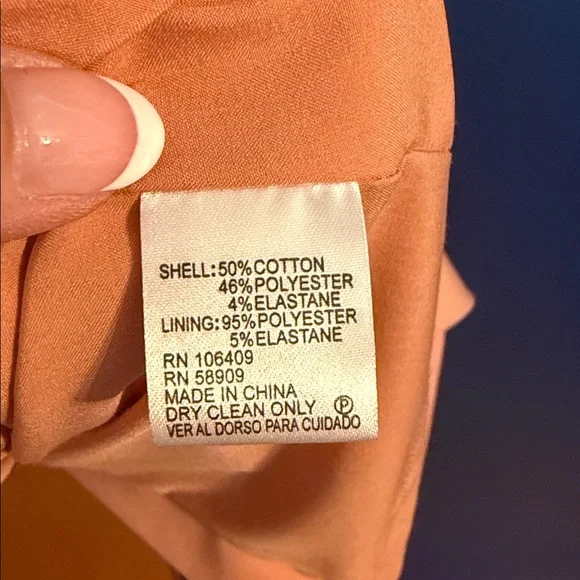 SHELL:50%COTTON
46%POLYESTER
4%ELASTANE
LINING:95%POLYESTER
5%ELASTANE
RN 106409
RN 58909
MADE IN CHINA
DRY CLEAN ONLY Ⓟ
VER AL DORSO PARA CUIDADO